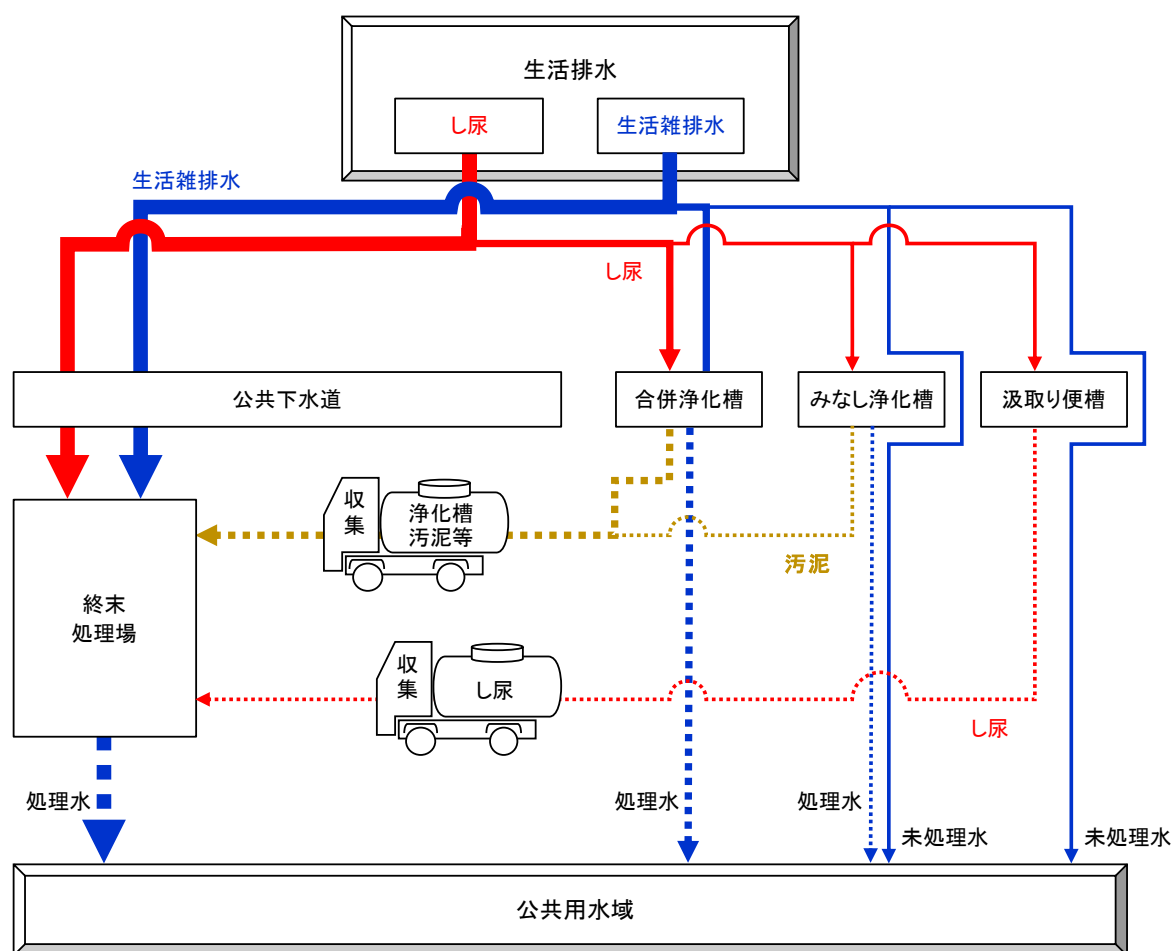 生活排水
し尿
生活雑排水
生活雑排水
し尿
公共下水道
合併浄化槽
みなし浄化槽
汲取り便槽
収集
浄化槽
汚泥等
汚泥
終末
処理場
収集
し尿
し尿
処理水
処理水
処理水
未処理水
未処理水
公共用水域